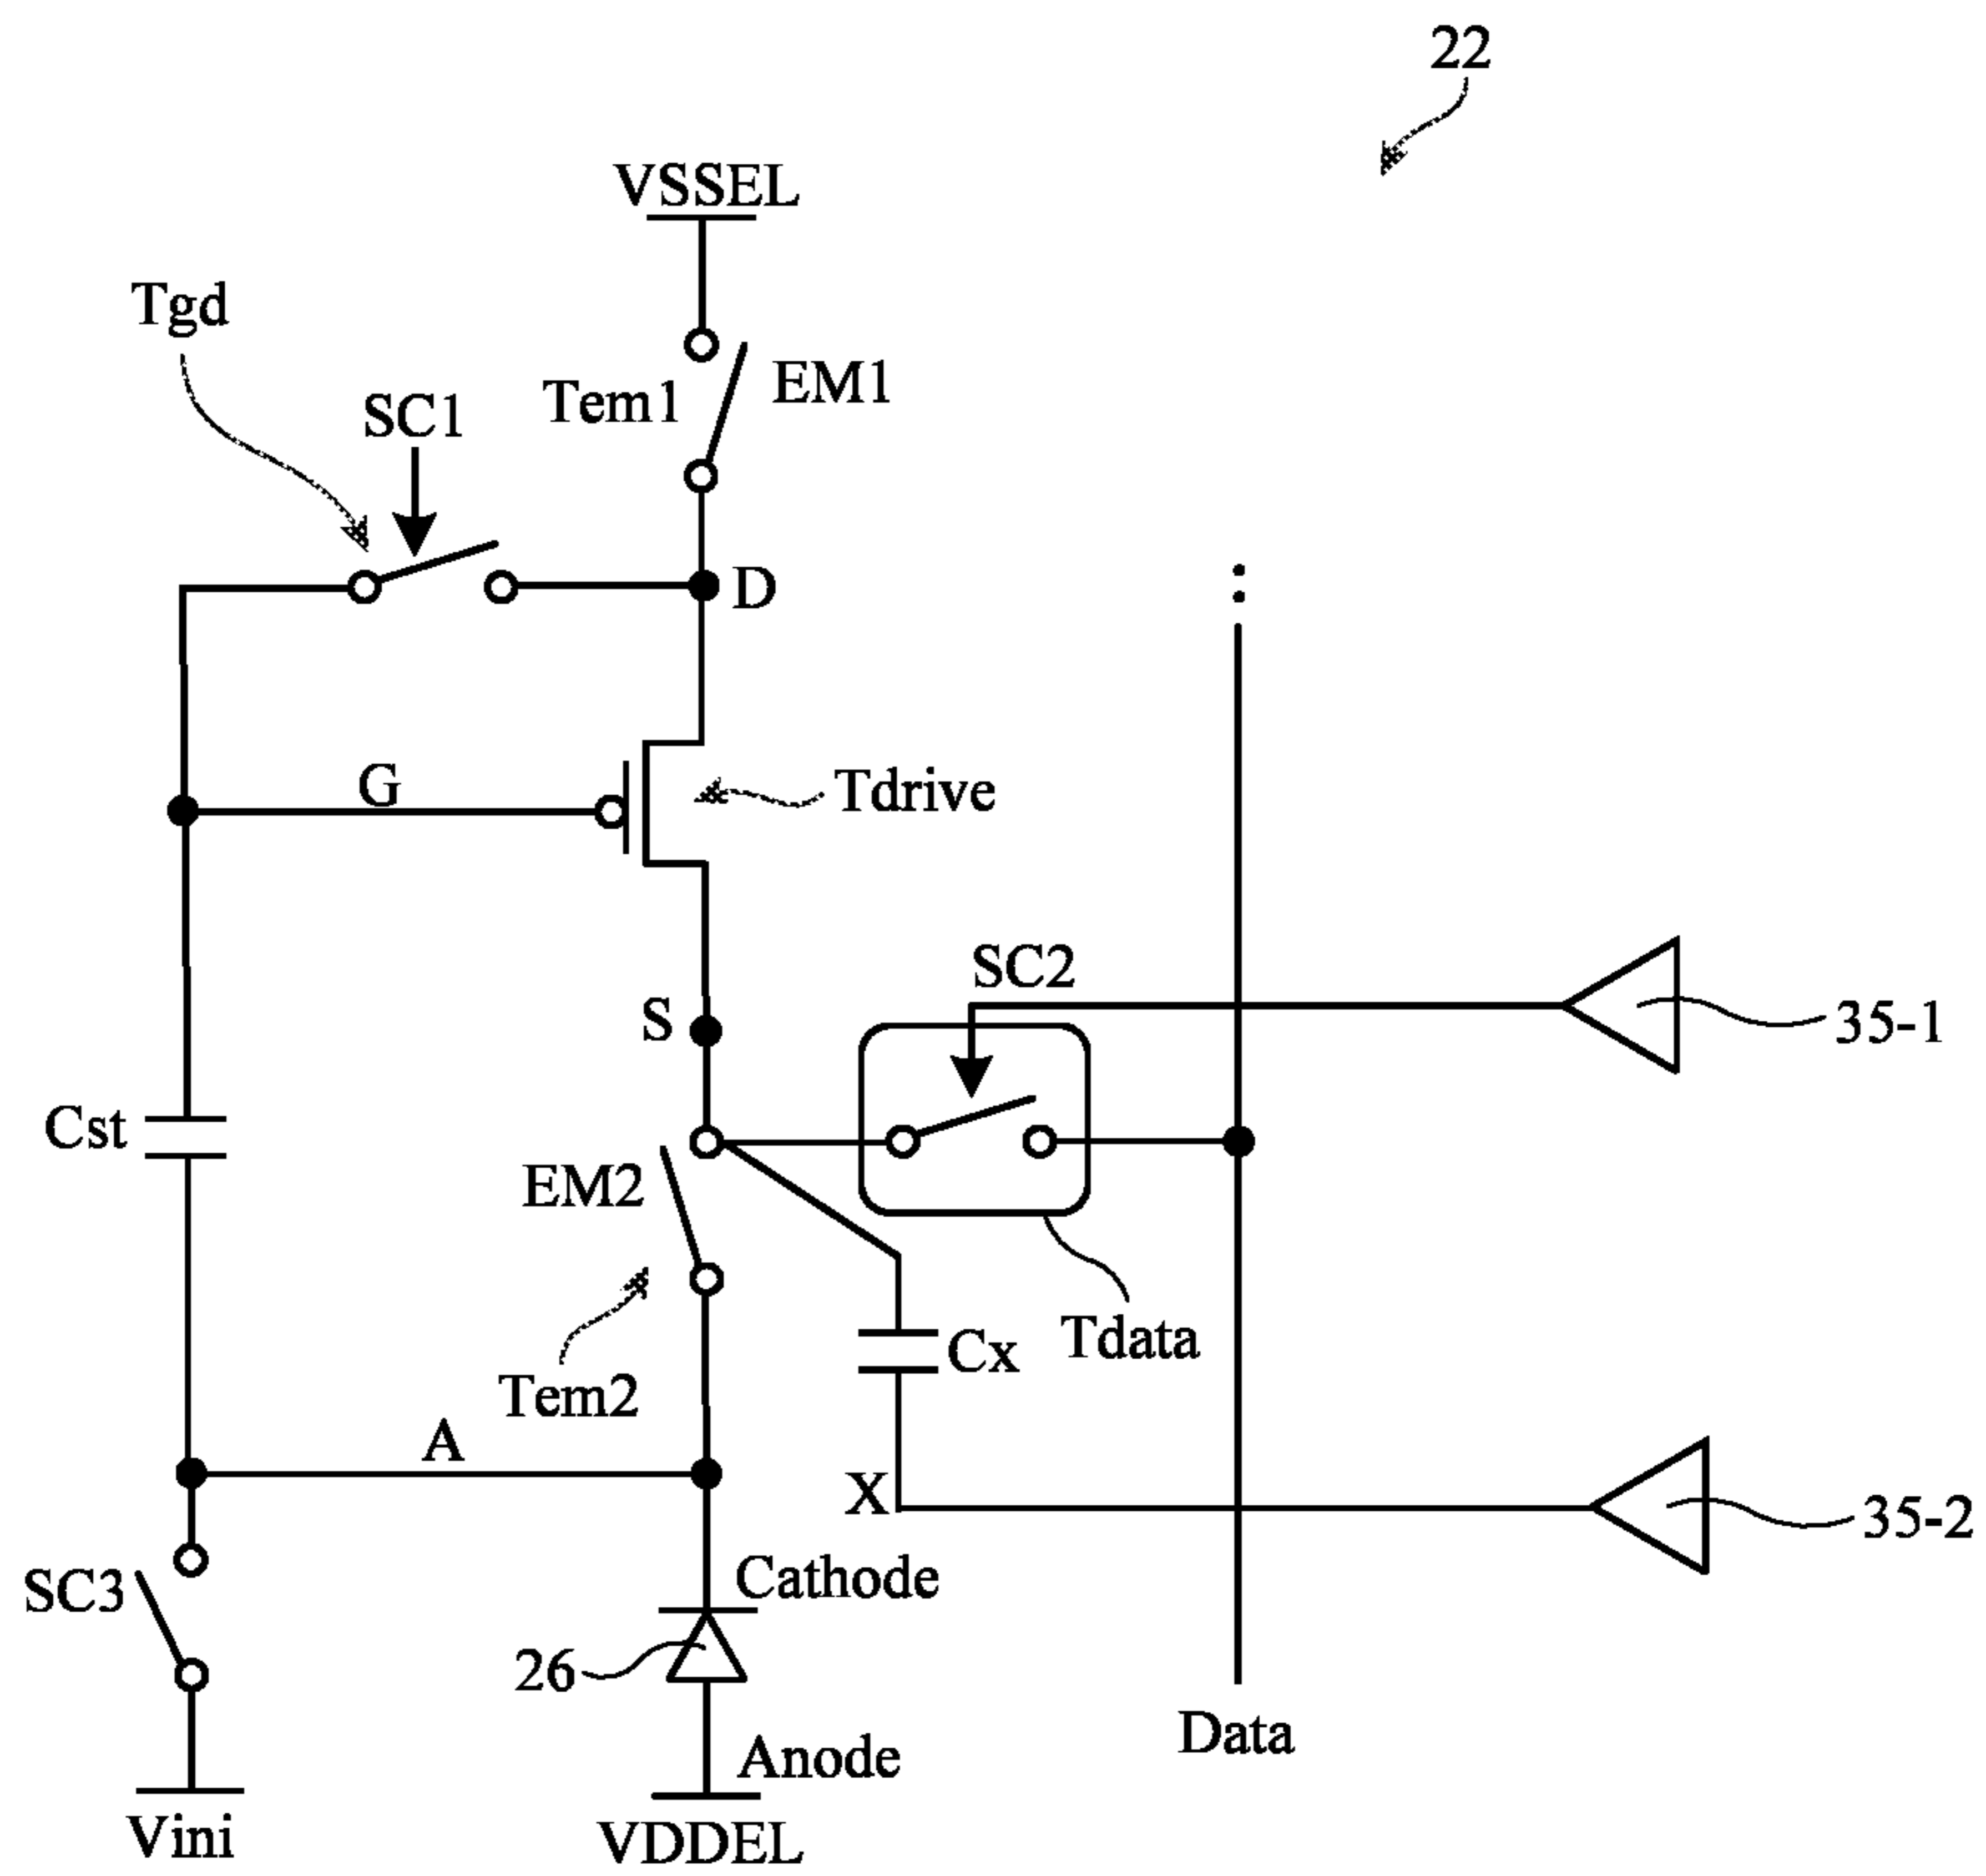 22
VSSEL
Tgd
SC1
Tem1
EM1
D
G
Tdrive
SC2
S
35-1
Cst
EM2
Tdata
Cx
Tem2
A
X
35-2
Cathode
SC3
26
Data
Anode
Vini
VDDEL